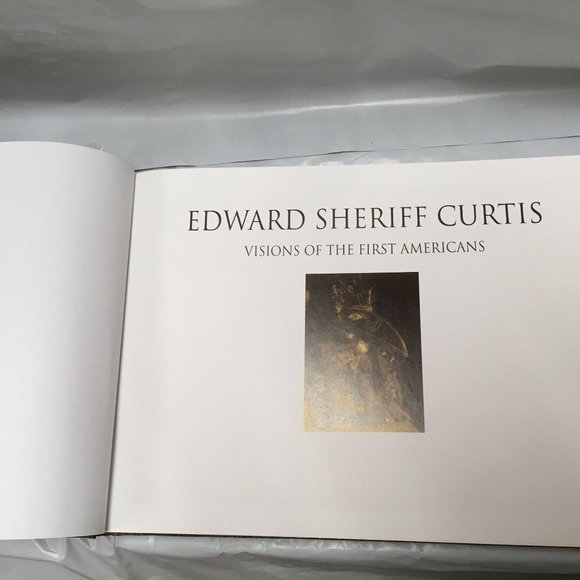 EDWARD SHERIFF CURTIS
VISIONS OF THE FIRST AMERICANS